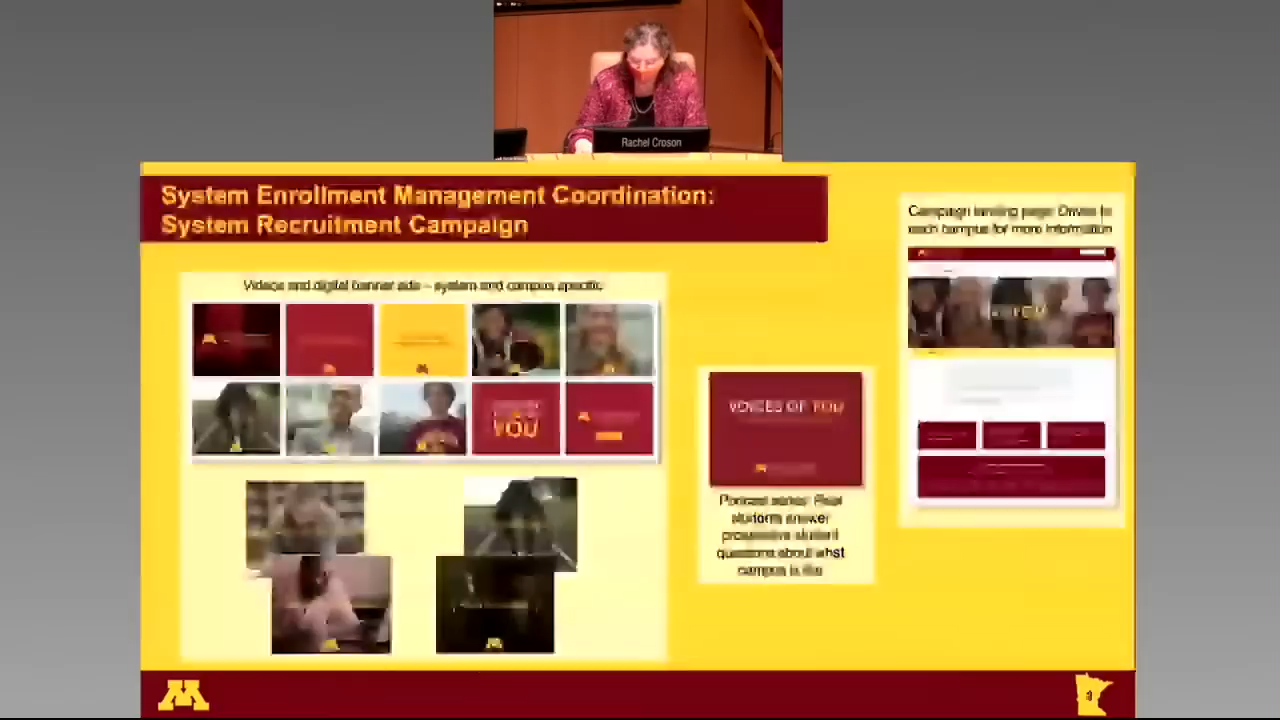 Rachel Croson
System Enrollment Management Coordination:
System Recruitment Campaign
Campaign landing page: Drives to
each campus for more information
Videos and digital banner ads – system and campus specific
YOU
YOU
VOICES OF YOU
Podcast series: Real
students answer
prospective student
questions about what
campus is like
M
3